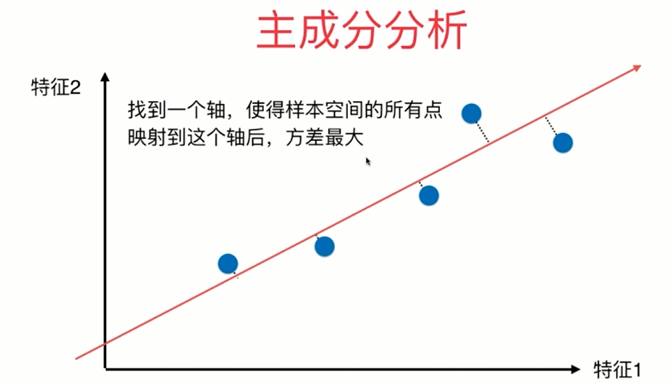 主成分分析
特征2
找到一个轴，使得样本空间的所有点
映射到这个轴后，方差最大
特征1